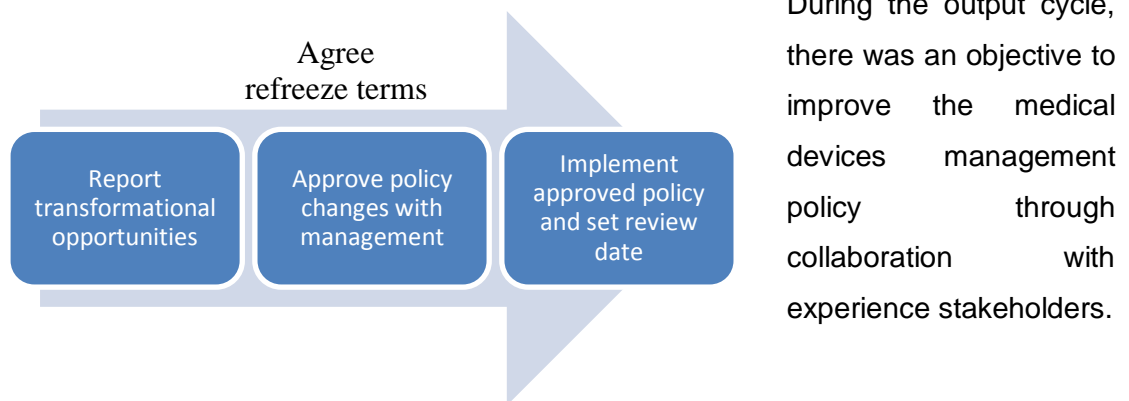 Agree
refreeze terms
Report
transformational
opportunities
Approve policy
changes with
management
Implement
approved policy
and set review
date
During the output cycle,
there was an objective to
improve the medical
devices management
policy through
collaboration with
experience stakeholders.